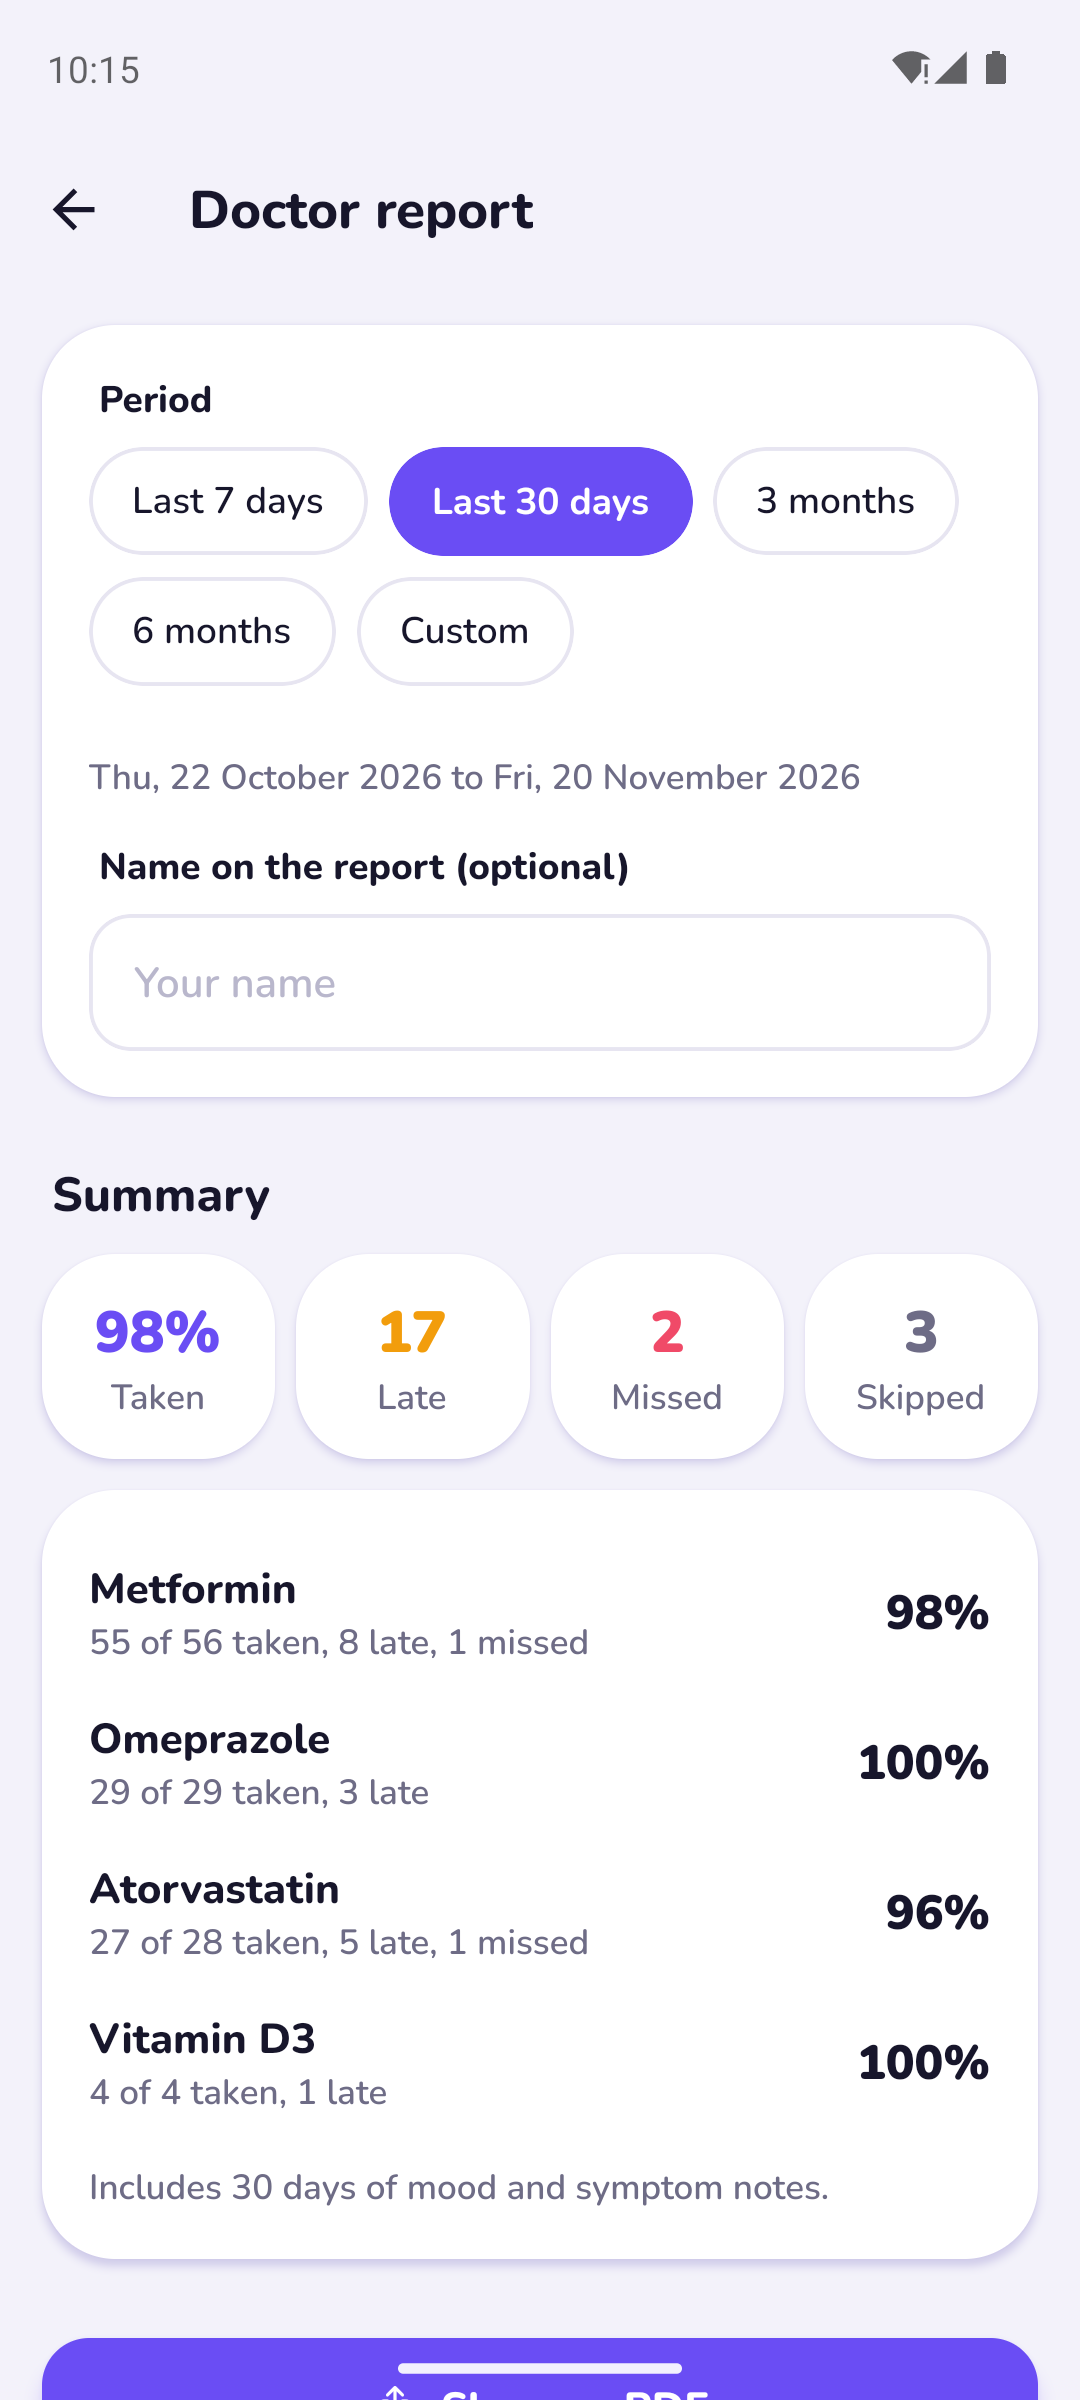 10:15
Doctor report
Period
Last 7 days
Last 30 days
3 months
6 months
Custom
Thu, 22 October 2026 to Fri, 20 November 2026
Name on the report (optional)
Your name
Summary
98%
Taken
17
Late
2
Missed
3
Skipped
Metformin
55 of 56 taken, 8 late, 1 missed
98%
Omeprazole
29 of 29 taken, 3 late
100%
Atorvastatin
27 of 28 taken, 5 late, 1 missed
96%
Vitamin D3
4 of 4 taken, 1 late
100%
Includes 30 days of mood and symptom notes.
PDF